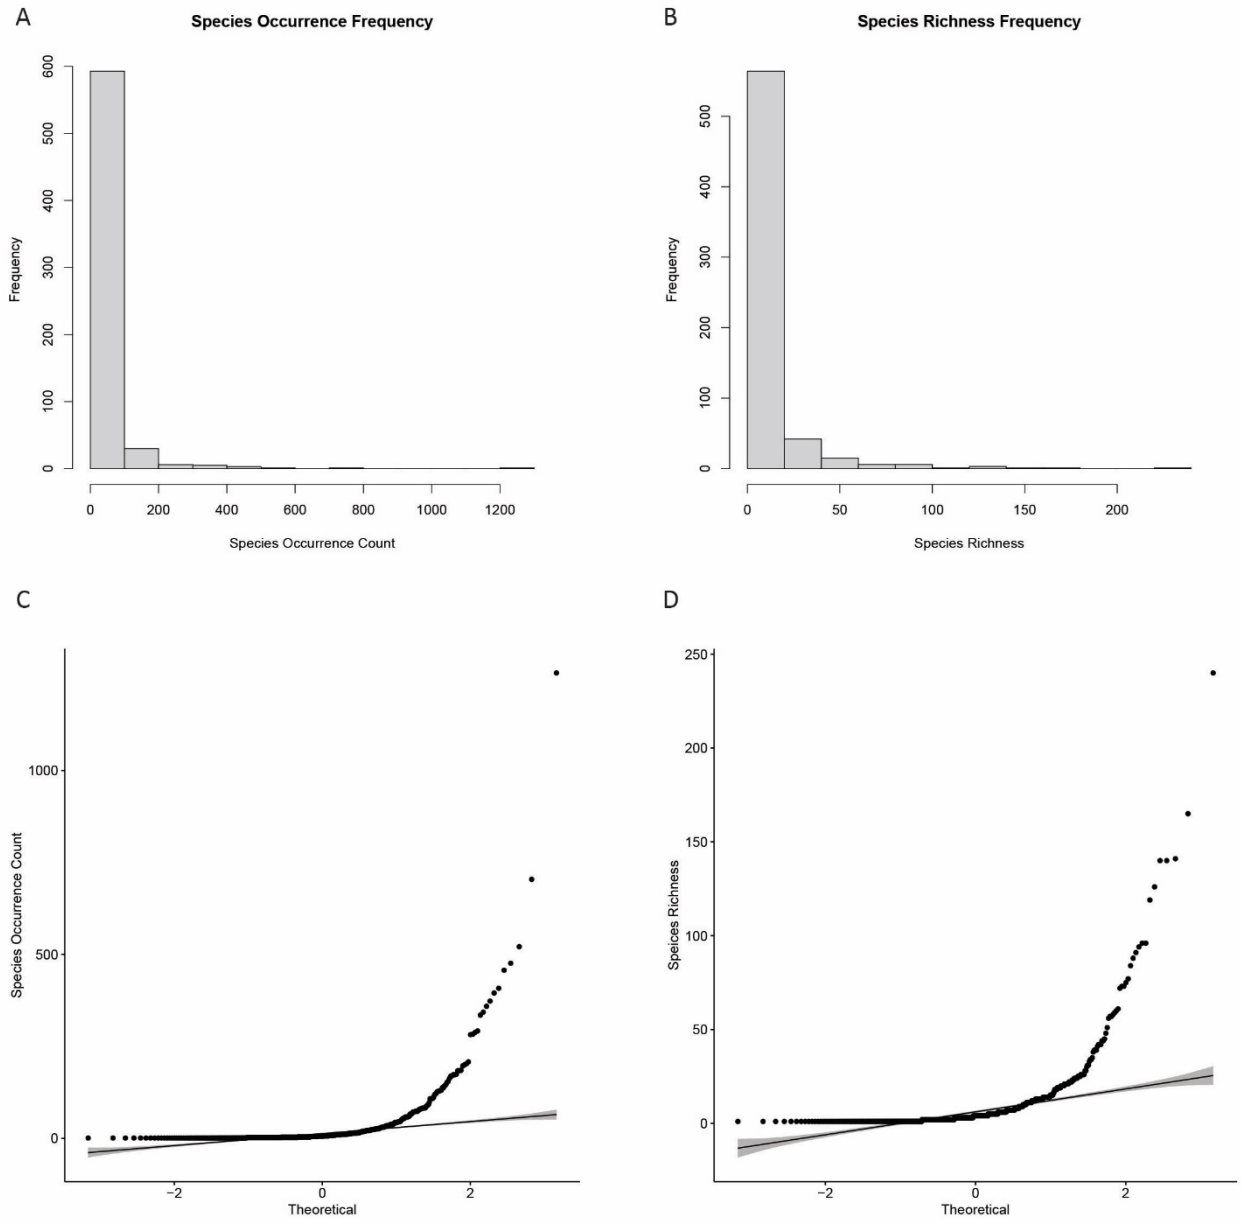 A
Species Occurrence Frequency
600
500
400
300
200
100
0
Frequency
0 200 400 600 800 1000 1200
Species Occurrence Count
B
Species Richness Frequency
500
400
300
200
100
0
Frequency
0 50 100 150 200
Species Richness
C
1000
500
0
Species Occurrence Count
−2 0 2
Theoretical
D
250
200
150
100
50
0
Speices Richness
−2 0 2
Theoretical